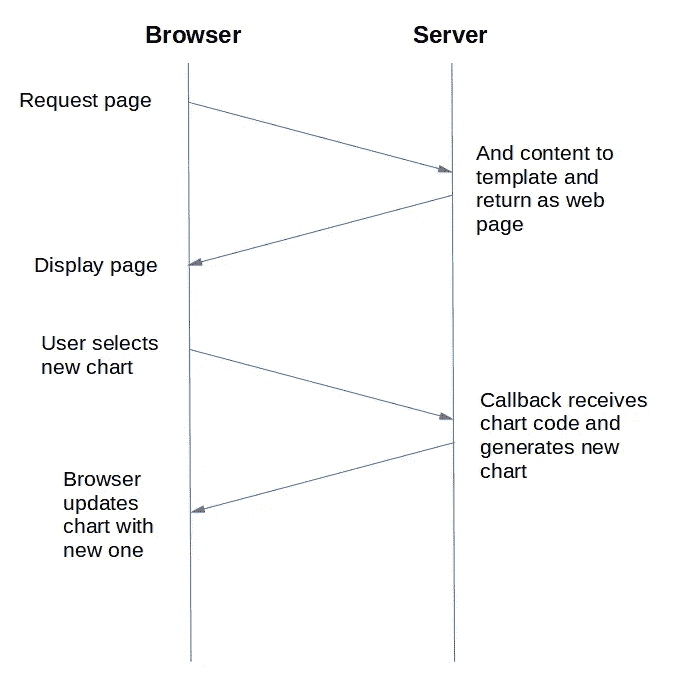 Browser
Server
Request page
And content to
template and
return as web
page
Display page
User selects
new chart
Callback receives
chart code and
generates new
chart
Browser
updates
chart with
new one